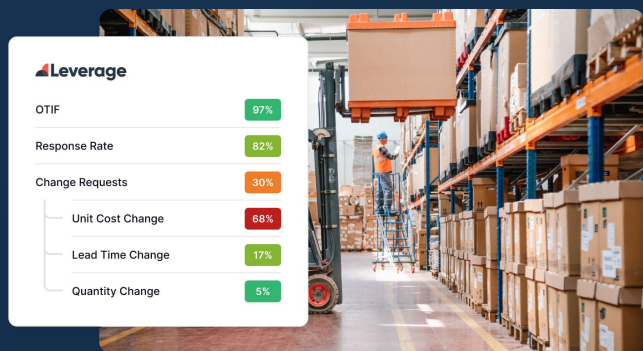 Leverage
OTIF 97%
Response Rate 82%
Change Requests 30%
Unit Cost Change 68%
Lead Time Change 17%
Quantity Change 5%